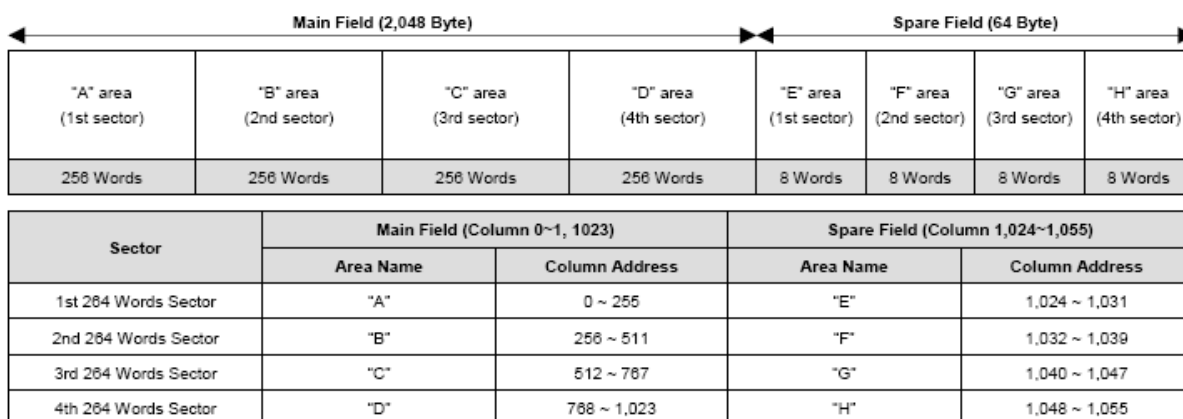 Main Field (2,048 Byte) Spare Field (64 Byte)
"A" area "B" area "C" area "D" area "E" area "F" area "G" area "H" area
(1st sector) (2nd sector) (3rd sector) (4th sector) (1st sector) (2nd sector) (3rd sector) (4th sector)
256 Words 256 Words 256 Words 256 Words 8 Words 8 Words 8 Words 8 Words
Sector Main Field (Column 0~1, 1023) Spare Field (Column 1,024~1,055)
Area Name Column Address Area Name Column Address
1st 264 Words Sector "A" 0 ~ 255 "E" 1,024 ~ 1,031
2nd 264 Words Sector "B" 256 ~ 511 "F" 1,032 ~ 1,039
3rd 264 Words Sector "C" 512 ~ 767 "G" 1,040 ~ 1,047
4th 264 Words Sector "D" 768 ~ 1,023 "H" 1,048 ~ 1,055